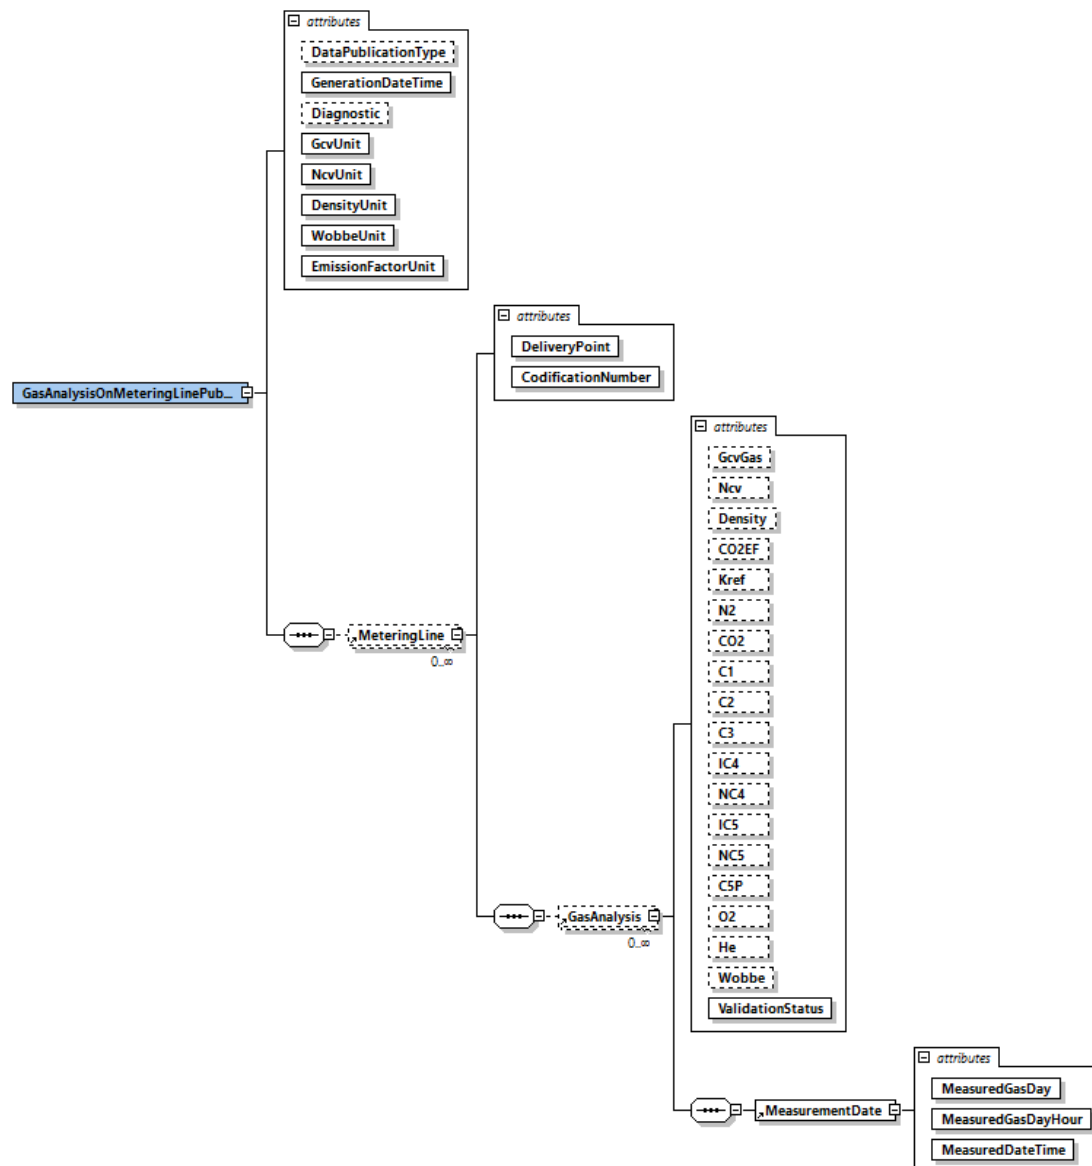 attributes
DataPublicationType
GenerationDateTime
Diagnostic
GcvUnit
NcvUnit
DensityUnit
WobbeUnit
EmissionFactorUnit
attributes
DeliveryPoint
CodificationNumber
GasAnalysisOnMeteringLinePub...
attributes
GcvGas
Ncv
Density
CO2EF
Kref
N2
CO2
C1
C2
C3
IC4
NC4
IC5
NC5
C5P
O2
He
Wobbe
ValidationStatus
MeteringLine
0..∞
GasAnalysis
0..∞
attributes
MeasuredGasDay
MeasuredGasDayHour
MeasuredDateTime
MeasurementDate